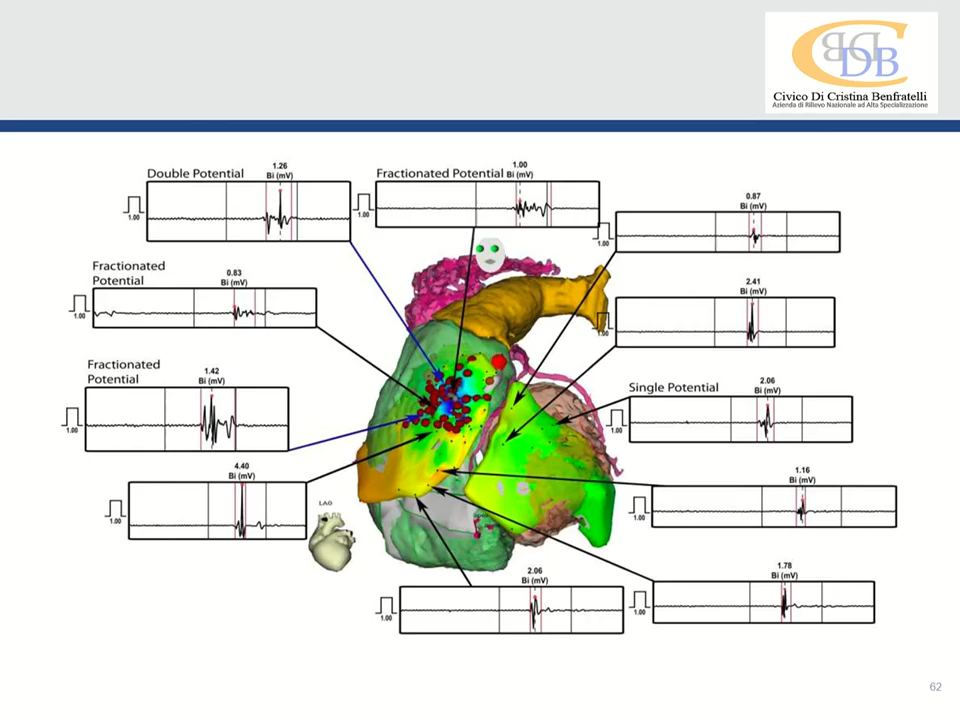 BD
DB
Civico Di Cristina Benfratelli
Azienda di Rilievo Nazionale ad Alta Specializzazione
Double Potential
1.26
Bi (mV)
1.00
Fractionated Potential
1.00
Bi (mV)
1.00
0.87
Bi (mV)
1.00
Fractionated
Potential
0.83
Bi (mV)
1.00
2.41
Bi (mV)
1.00
Fractionated
Potential
1.42
Bi (mV)
1.00
Single Potential
2.06
Bi (mV)
1.00
4.40
Bi (mV)
1.00
1.16
Bi (mV)
1.00
LAO
2.06
Bi (mV)
1.00
1.78
Bi (mV)
1.00
62